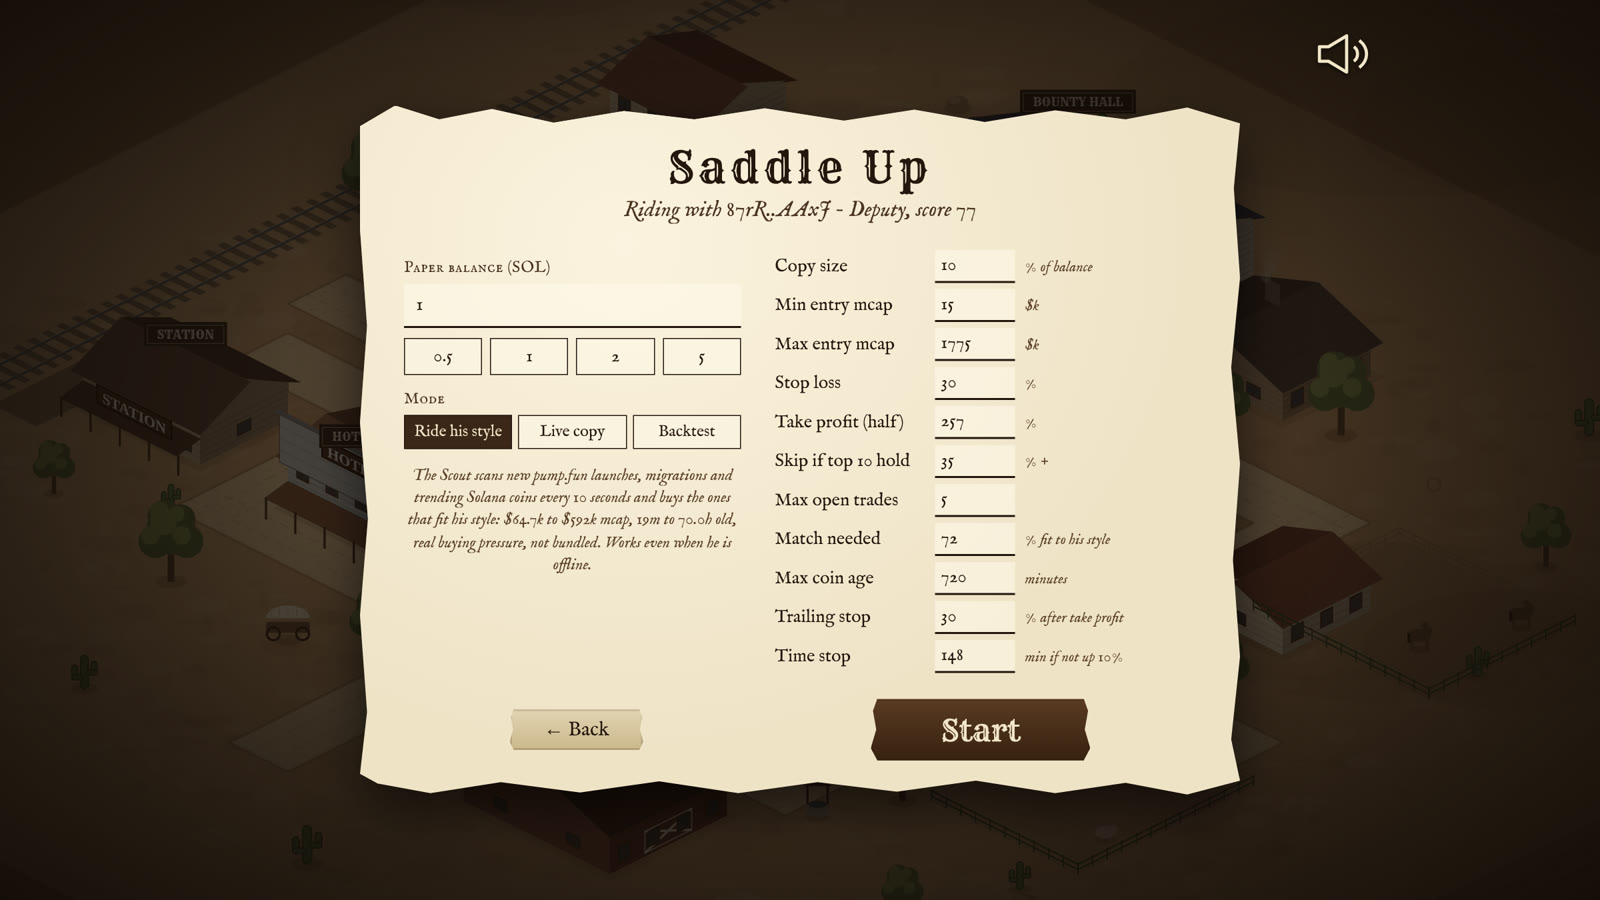 BOUNTY HALL
Saddle Up
Riding with 87rR..AAxJ - Deputy, score 77
Paper balance (SOL)
1
0.5
1
2
5
Mode
Ride his style
Live copy
Backtest
The Scout scans new pump.fun launches, migrations and
trending Solana coins every 10 seconds and buys the ones
that fit his style: $64.7k to $592k mcap, 19m to 70.0h old,
real buying pressure, not bundled. Works even when he is
offline.
Copy size 10 % of balance
Min entry mcap 15 $k
Max entry mcap 1775 $k
Stop loss 30 %
Take profit (half) 257 %
Skip if top 10 hold 35 % +
Max open trades 5
Match needed 72 % fit to his style
Max coin age 720 minutes
Trailing stop 30 % after take profit
Time stop 148 min if not up 10%
← Back
Start
STATION
STATION
HOT
HOT